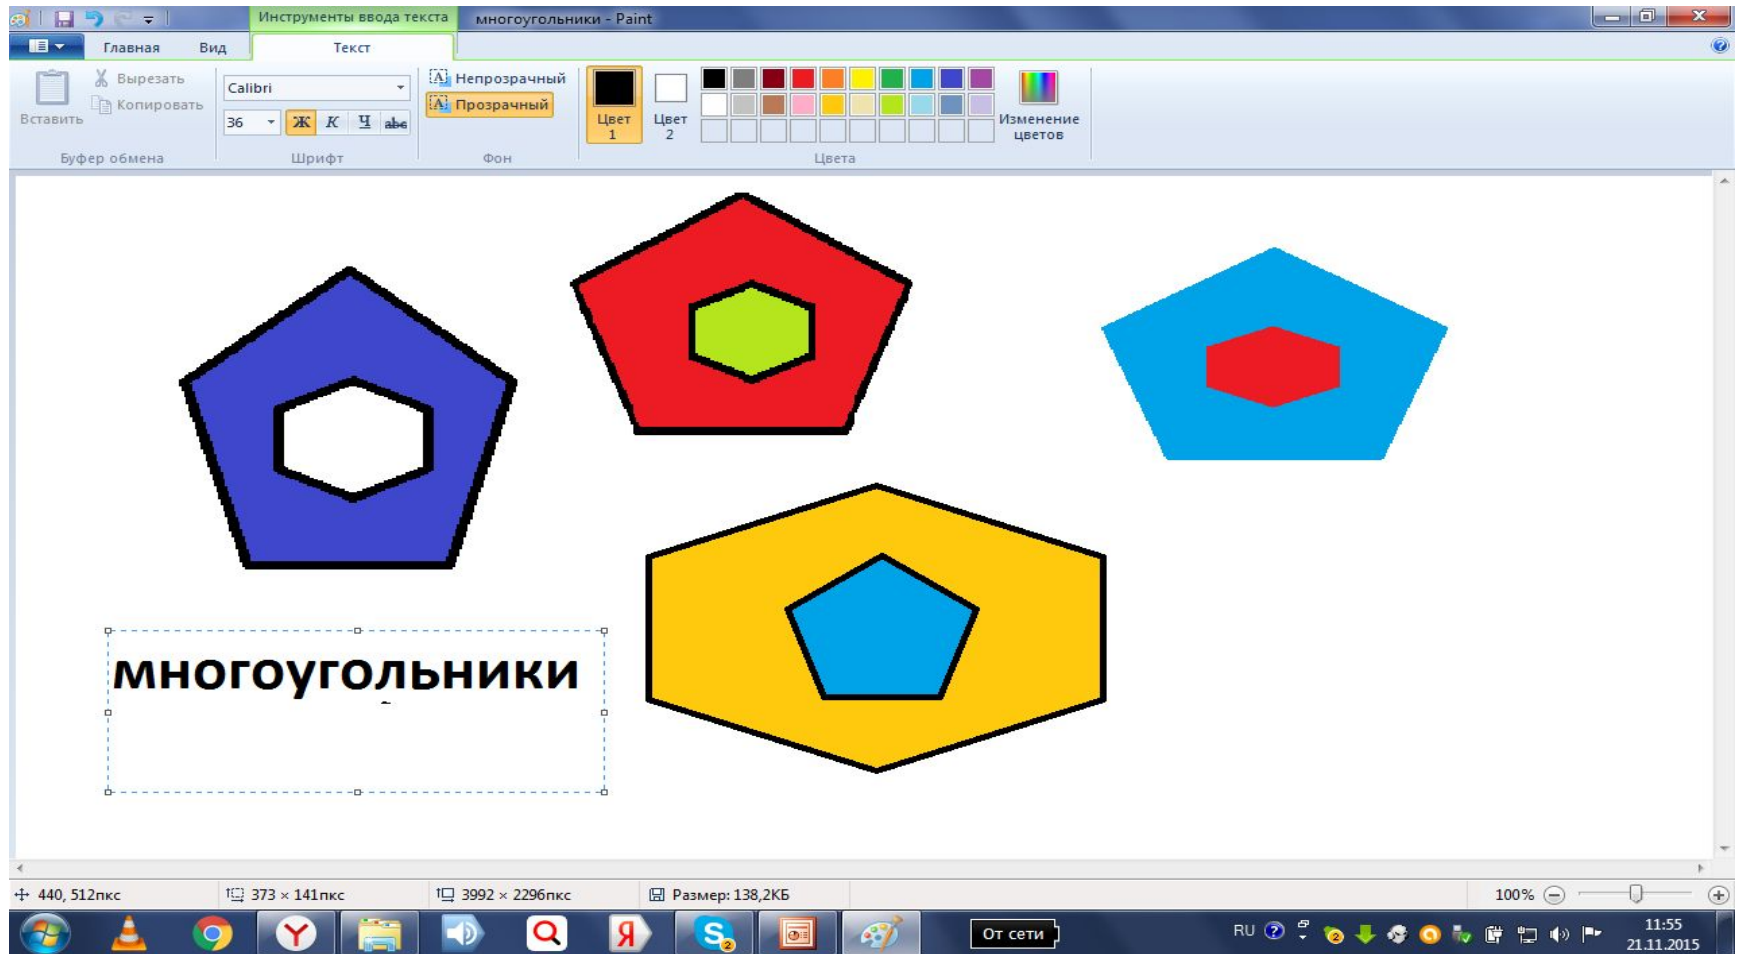 Инструменты ввода текста
многоугольники - Paint
Главная
Вид
Текст
Вставить
Вырезать
Копировать
Буфер обмена
Calibri
36
Ж К Ч abc
Шрифт
Непрозрачный
Прозрачный
Фон
Цвет 1
Цвет 2
Изменение цветов
Цвета
многоугольники
440, 512пкс
373 × 141пкс
3992 × 2296пкс
Размер: 138,2КБ
100%
От сети
RU
11:55
21.11.2015